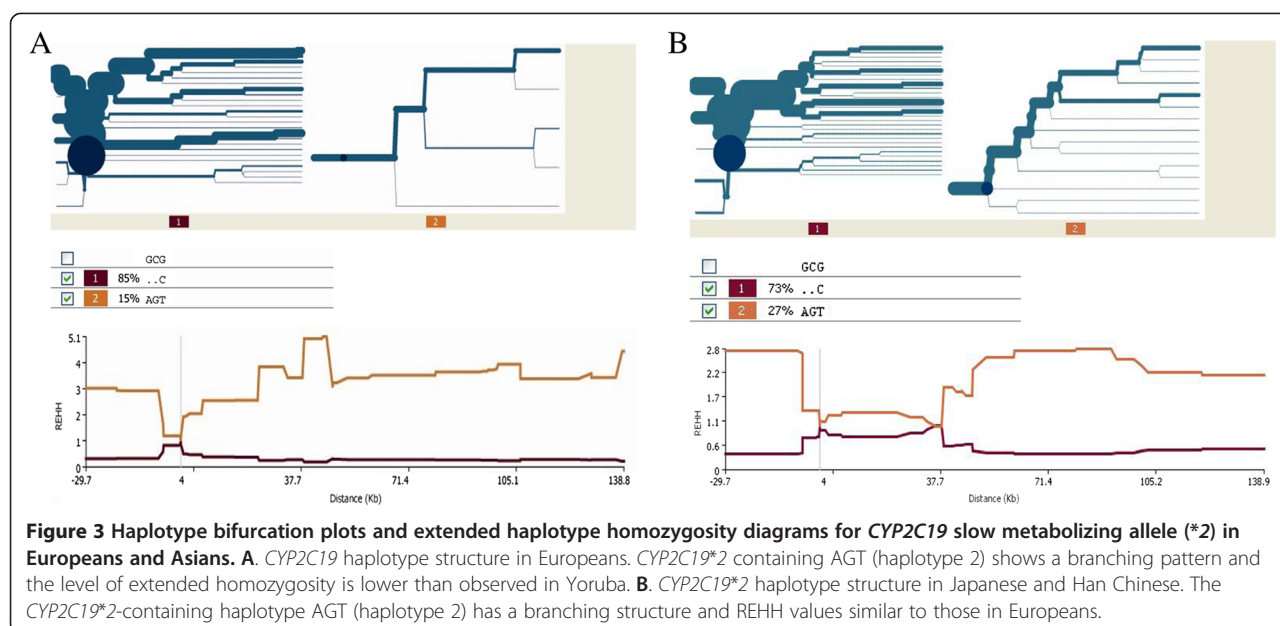 A
B
1
2
1
2
GCG
1 85% ..C
2 15% AGT
GCG
1 73% ..C
2 27% AGT
5.1
4
3
2
1
0
REHH
-29.7
4
37.7
71.4
105.1
138.8
Distance (Kb)
2.8
2.2
1.7
1.1
0.6
0
REHH
-29.7
4
37.7
71.4
105.2
138.9
Distance (Kb)
Figure 3 Haplotype bifurcation plots and extended haplotype homozygosity diagrams for CYP2C19 slow metabolizing allele (*2) in
Europeans and Asians. A. CYP2C19 haplotype structure in Europeans. CYP2C19*2 containing AGT (haplotype 2) shows a branching pattern and
the level of extended homozygosity is lower than observed in Yoruba. B. CYP2C19*2 haplotype structure in Japanese and Han Chinese. The
CYP2C19*2-containing haplotype AGT (haplotype 2) has a branching structure and REHH values similar to those in Europeans.